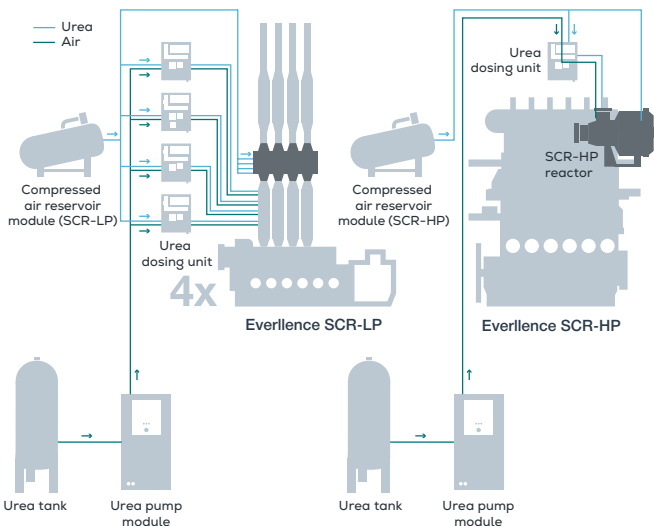 Urea
Air
Compressed
air reservoir
module (SCR-LP)
Urea
dosing unit
4x
Everllence SCR-LP
Urea tank
Urea pump
module
Urea
dosing unit
Compressed
air reservoir
module (SCR-HP)
SCR-HP
reactor
Everllence SCR-HP
Urea tank
Urea pump
module